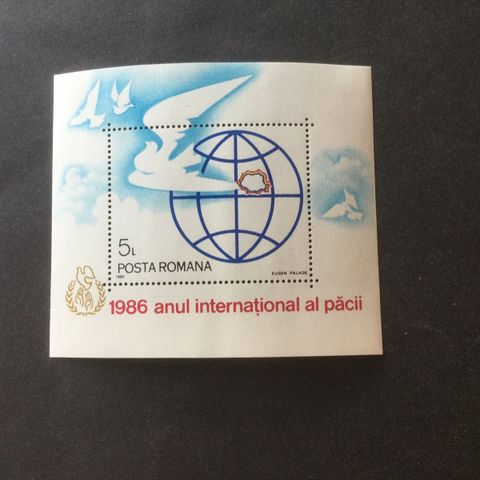 5L
POSTA ROMANA
1986
EUGEN PALADE
1986 anul internațional al păcii